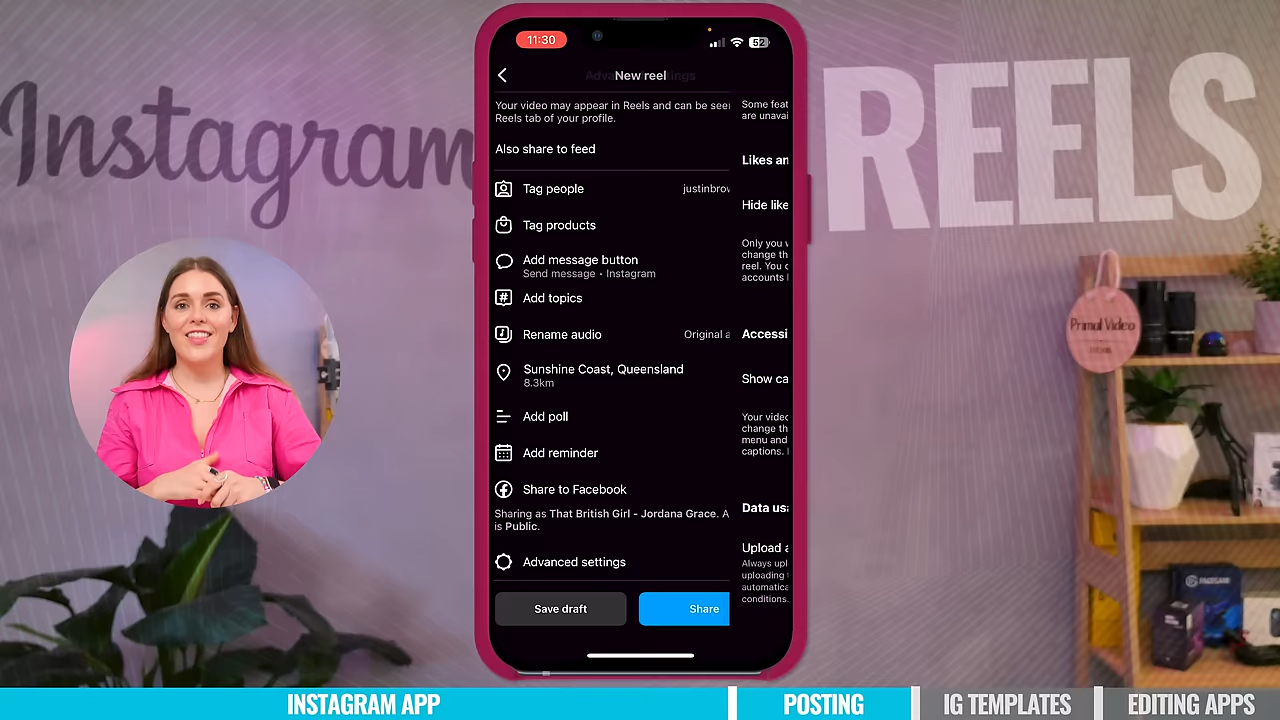 Instagram
REELS
11:30
52
New reel
Your video may appear in Reels and can be seen
Reels tab of your profile.
Also share to feed
Tag people
justinbrow
Tag products
Add message button
Send message • Instagram
Add topics
Rename audio
Original a
Sunshine Coast, Queensland
8.3km
Add poll
Add reminder
Share to Facebook
Sharing as That British Girl - Jordana Grace. A
is Public.
Advanced settings
Save draft
Share
Some feat
are unavai
Likes an
Hide like
Only you v
change th
reel. You c
accounts
Accessi
Show ca
Your video
change th
menu and
captions.
Data usa
Upload a
Always upl
uploading
automatica
conditions.
Primal Video
INSTAGRAM APP
POSTING
IG TEMPLATES
EDITING APPS